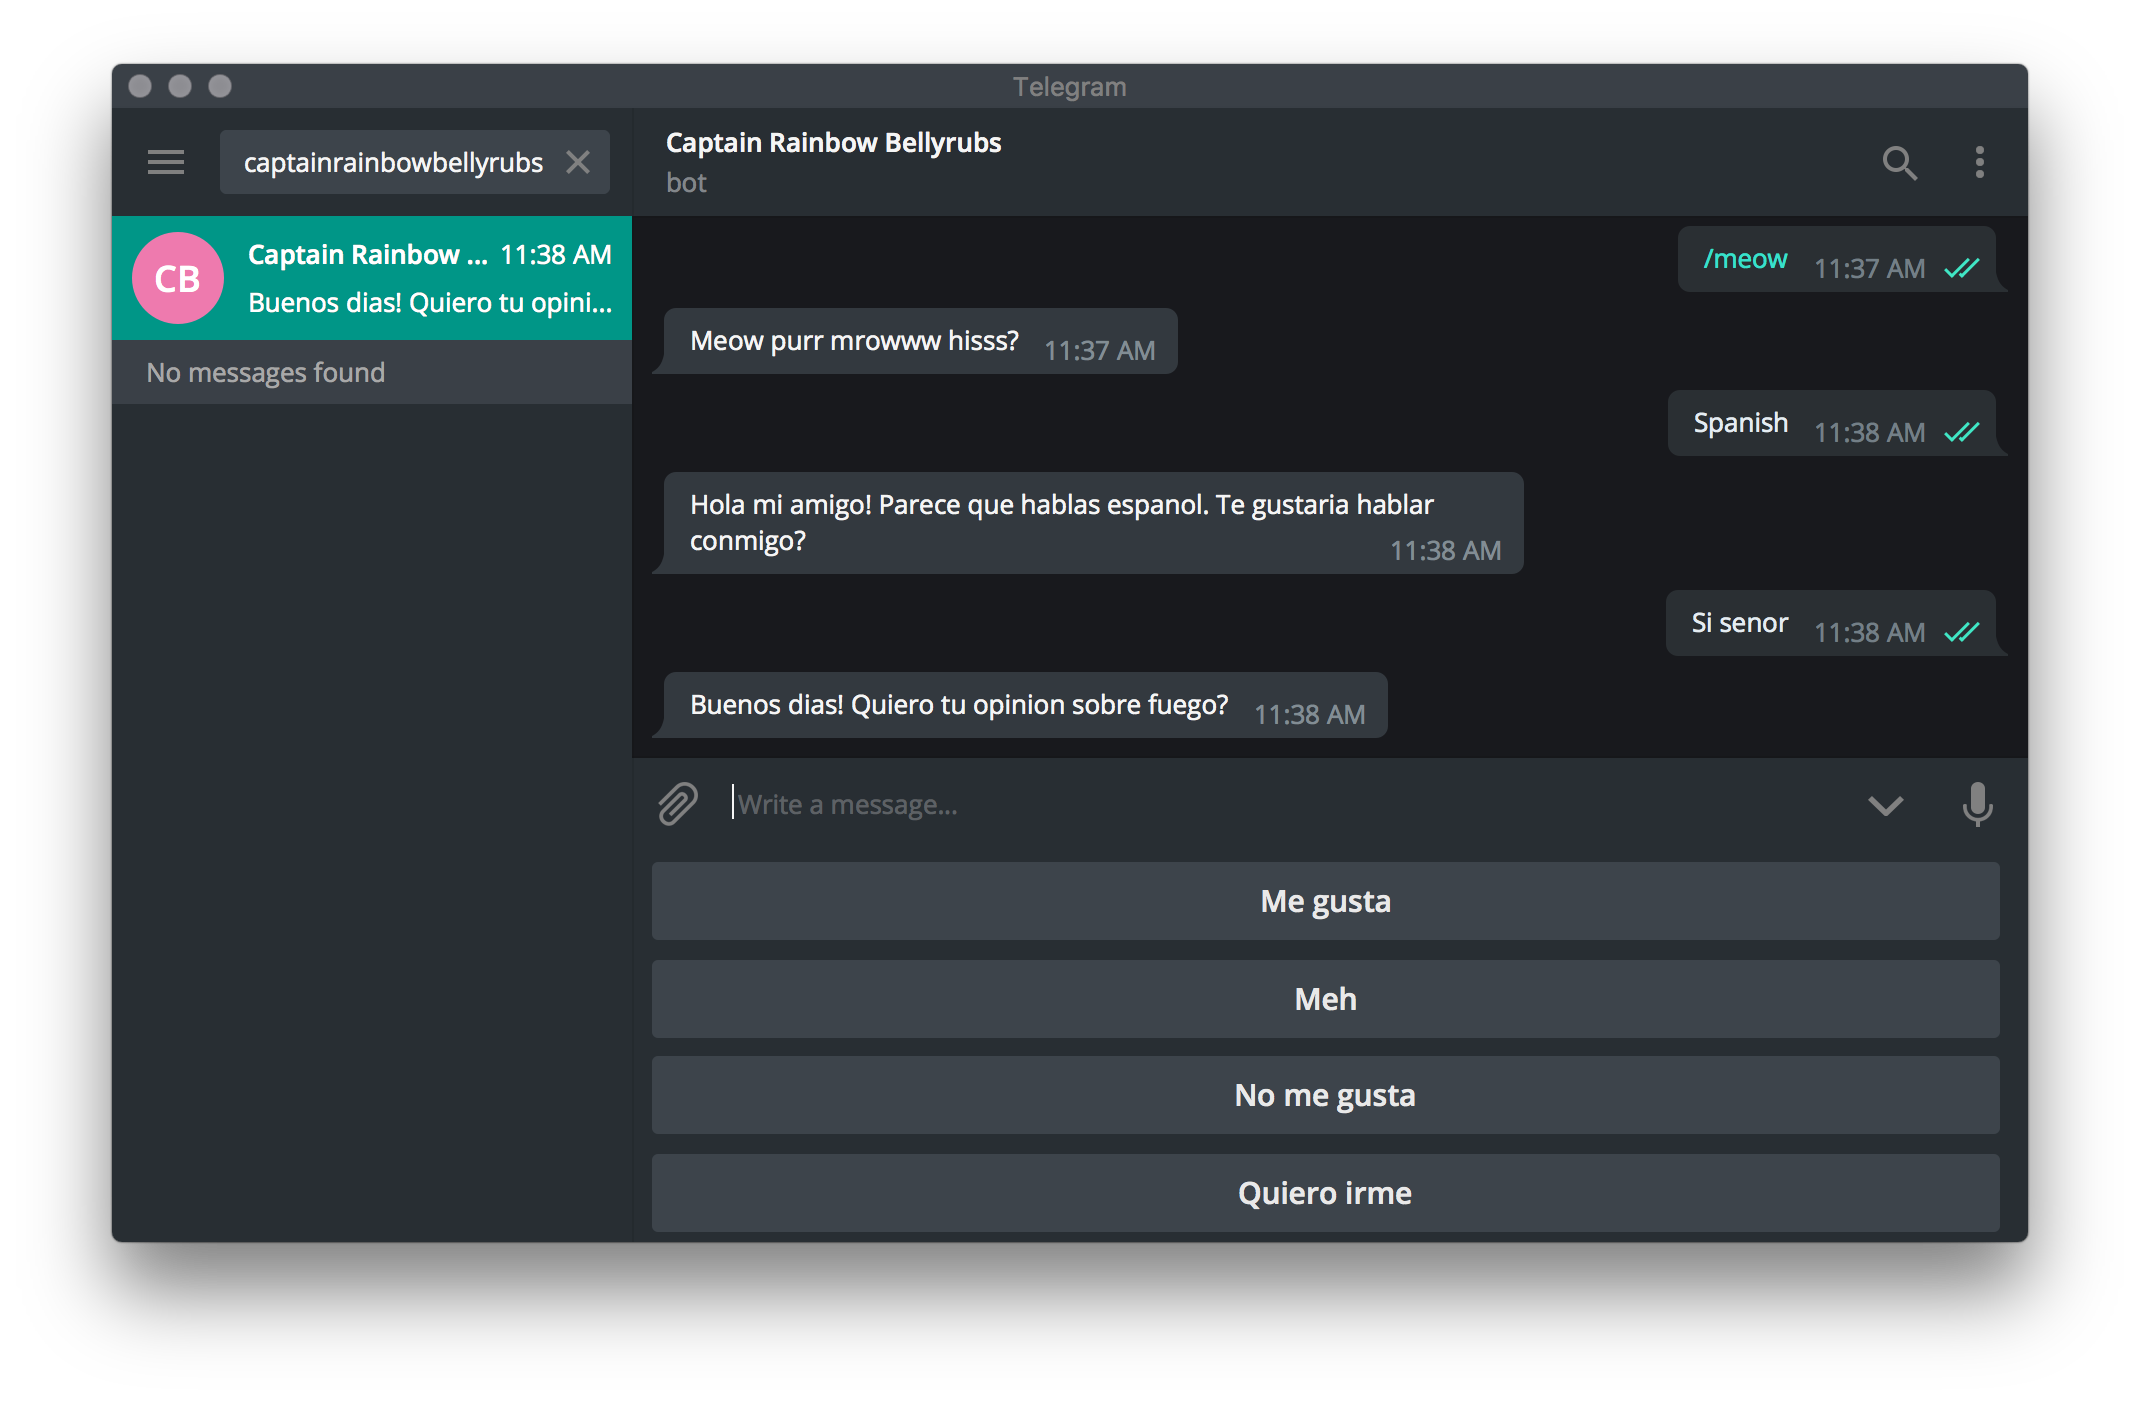 Telegram
captainrainbowbellyrubs
CB
Captain Rainbow ... 11:38 AM
Buenos dias! Quiero tu opini...
No messages found
Captain Rainbow Bellyrubs
bot
/meow 11:37 AM
Meow purr mrowww hisss? 11:37 AM
Spanish 11:38 AM
Hola mi amigo! Parece que hablas espanol. Te gustaria hablar
conmigo? 11:38 AM
Si senor 11:38 AM
Buenos dias! Quiero tu opinion sobre fuego? 11:38 AM
Write a message...
Me gusta
Meh
No me gusta
Quiero irme